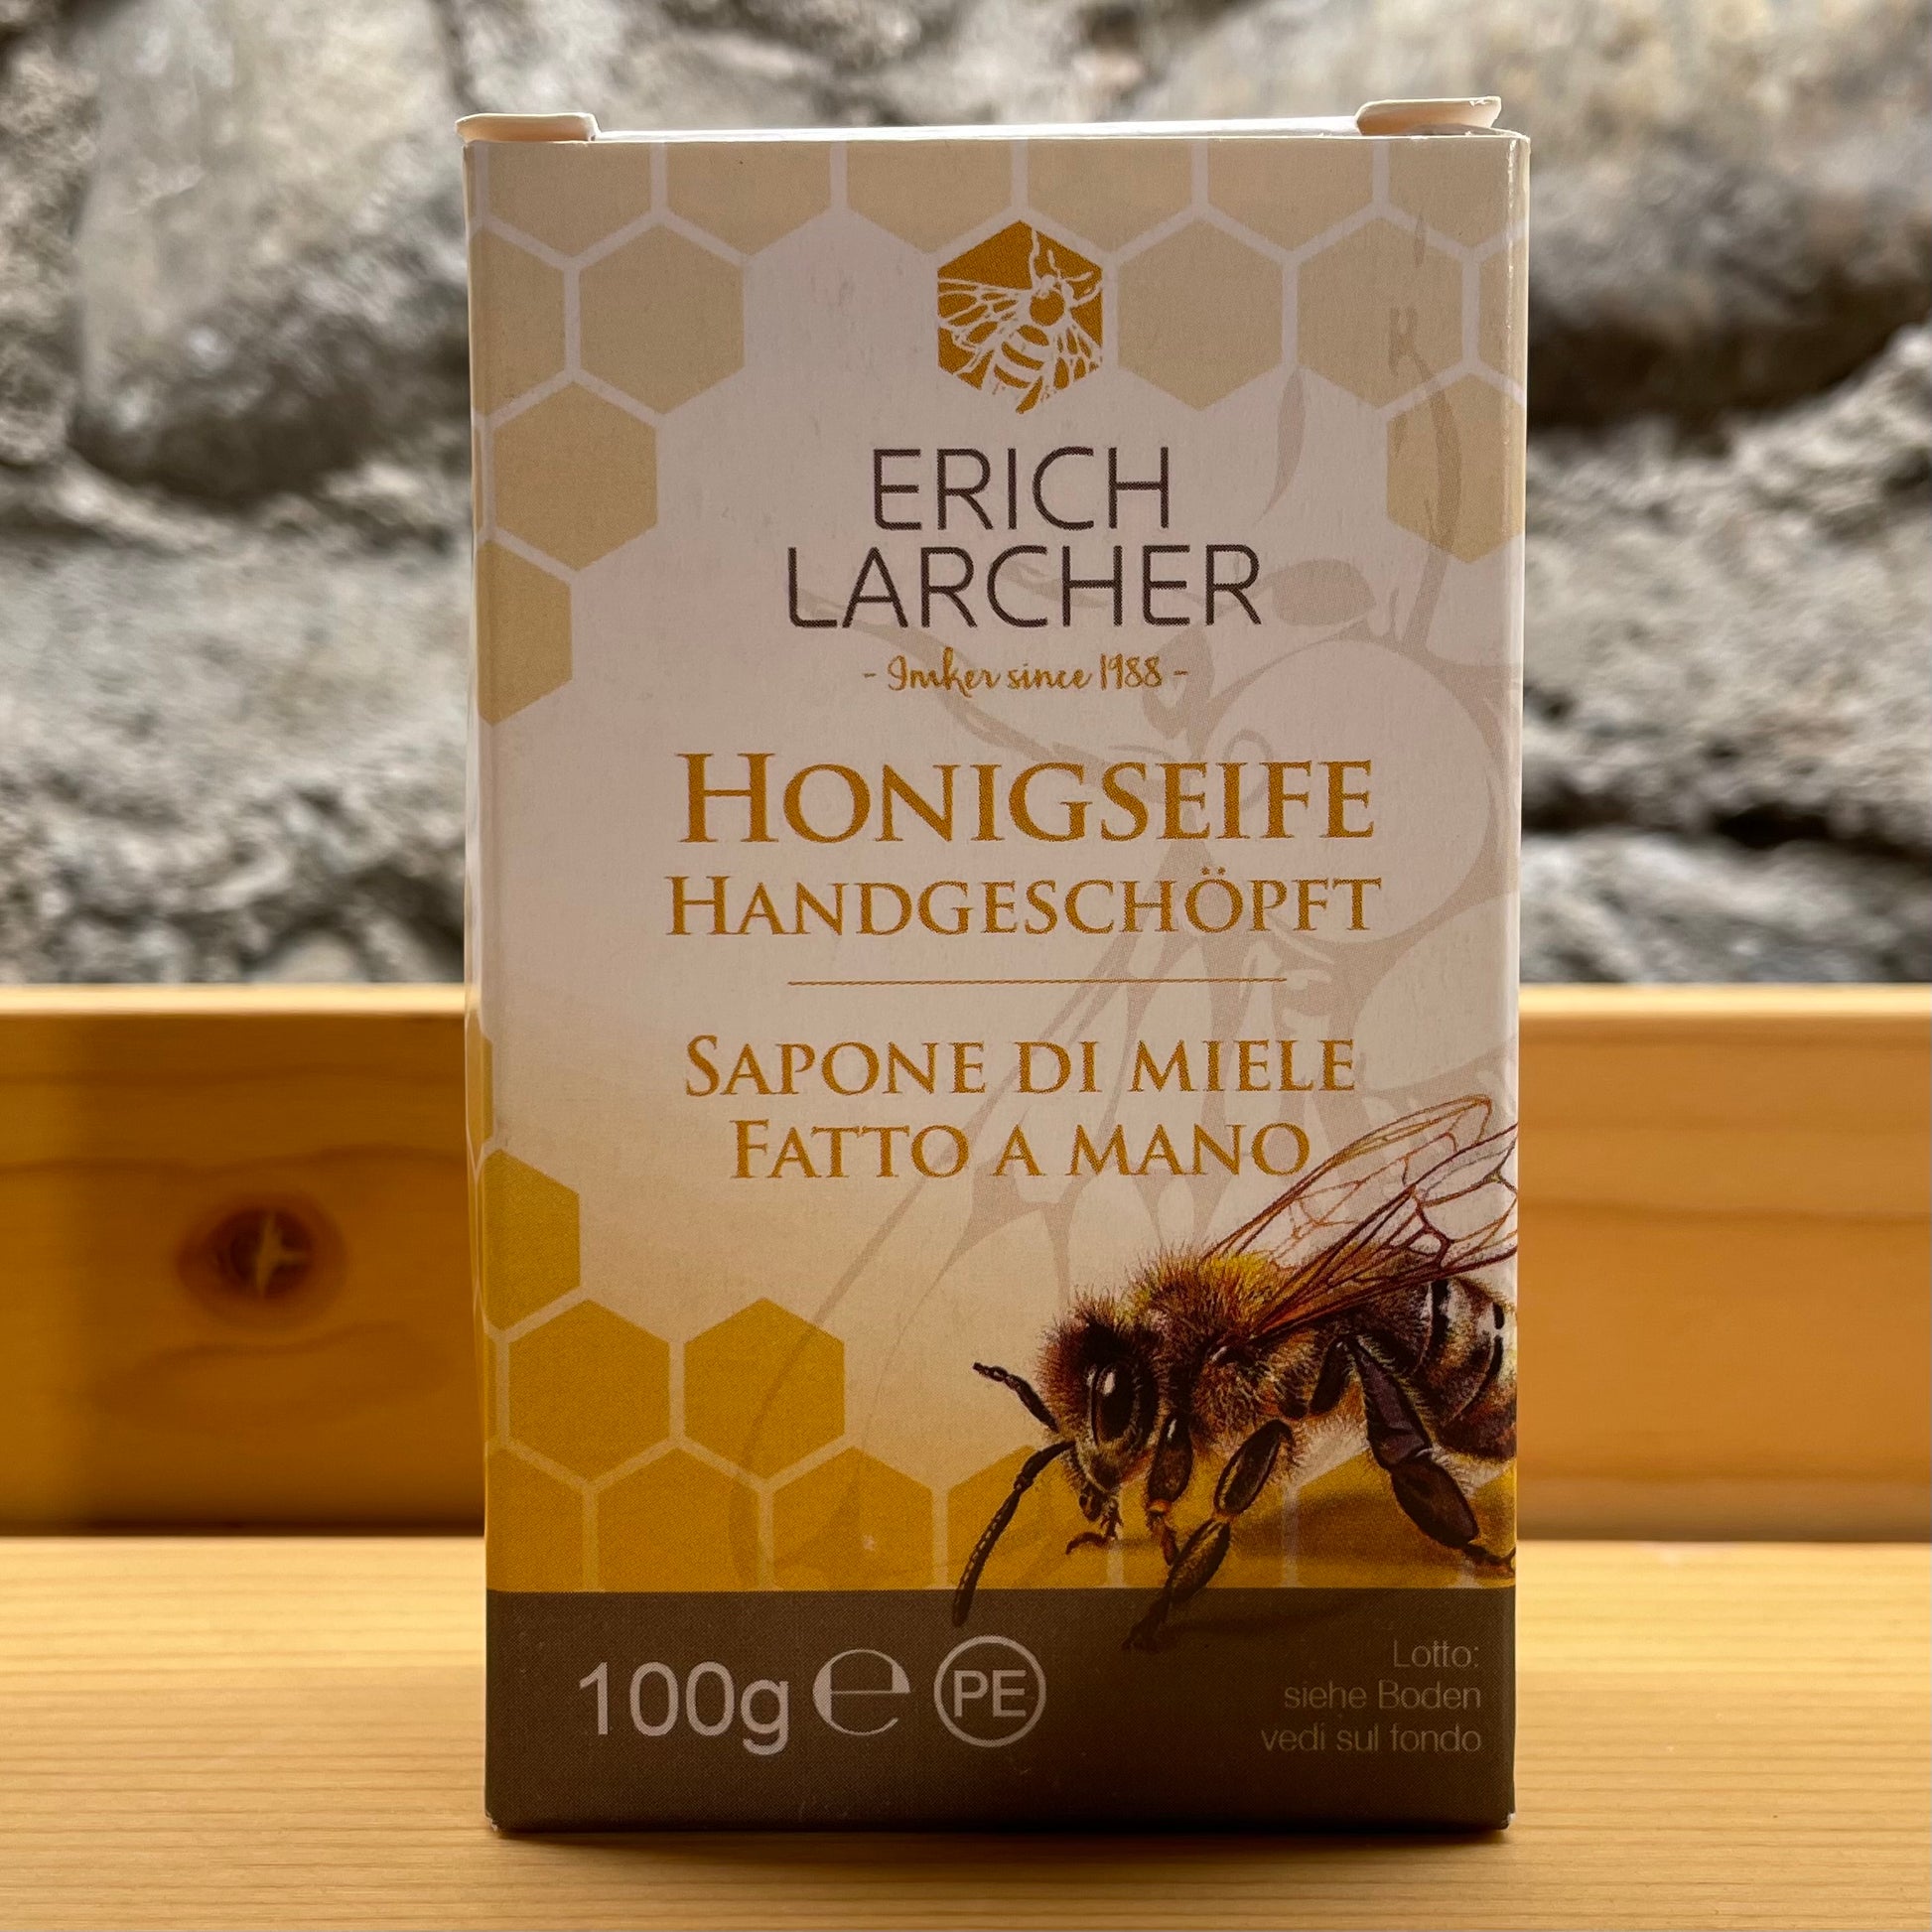 ERICH
LARCHER
- Imker since 1988 -
HONIGSEIFE
HANDGESCHÖPFT
SAPONE DI MIELE
FATTO A MANO
100g ℮ PE
Lotto:
siehe Boden
vedi sul fondo